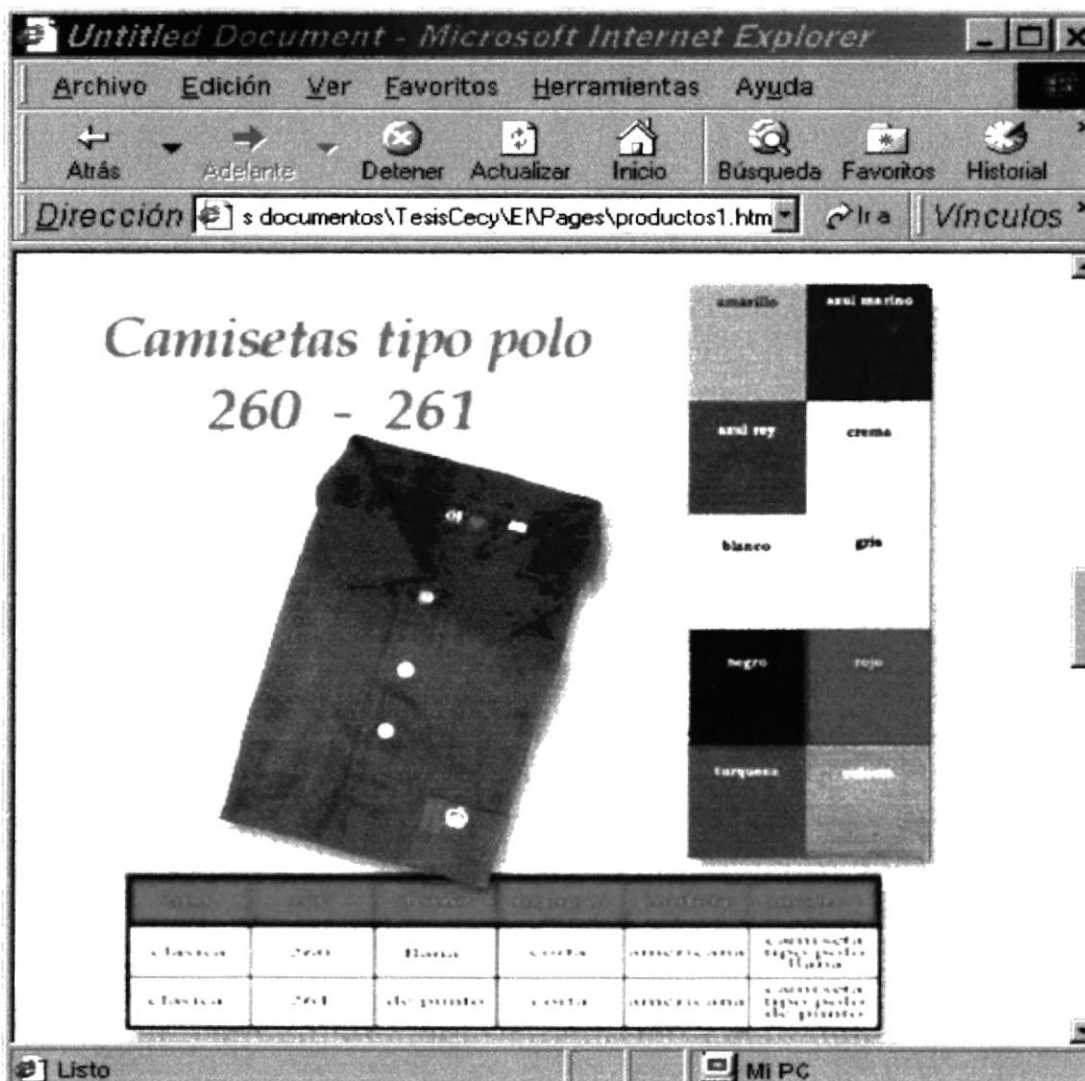 Untitled Document - Microsoft Internet Explorer
Archivo Edición Ver Favoritos Herramientas Ayuda
Atrás Adelante Detener Actualizar Inicio Búsqueda Favoritos Historial
Dirección s documentos\TesisCecy\EI\Pages\productos1.htm Ir a Vínculos
Camisetas tipo polo
260 - 261
amarillo azul marino
azul rey crema
blanco gris
negro rojo
turquesa
clasica 260 llana corta americana camiseta tipo polo llana
clasica 261 de punto corta americana camiseta tipo polo de punto
Listo Mi PC